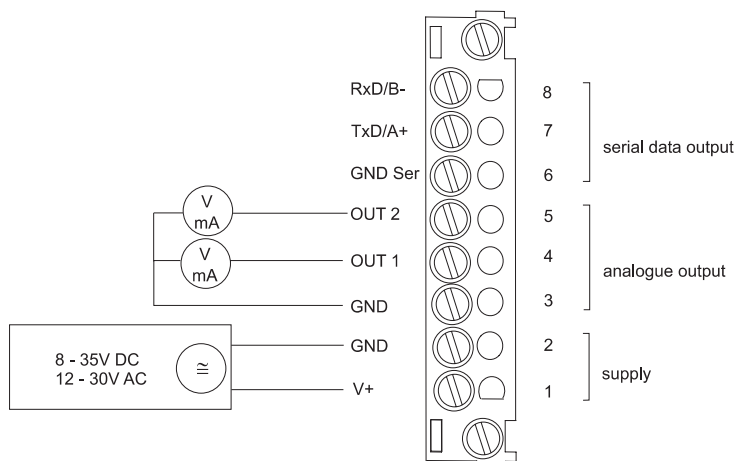 RxD/B- 8
TxD/A+ 7
serial data output
GND Ser 6
V
mA
OUT 2 5
V
mA
OUT 1 4
analogue output
GND 3
8 - 35V DC
12 - 30V AC
≅
GND 2
supply
V+ 1